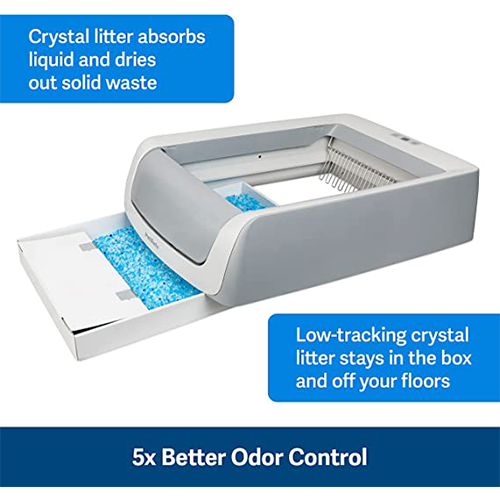 Crystal litter absorbs
liquid and dries
out solid waste
Low-tracking crystal
litter stays in the box
and off your floors
5x Better Odor Control